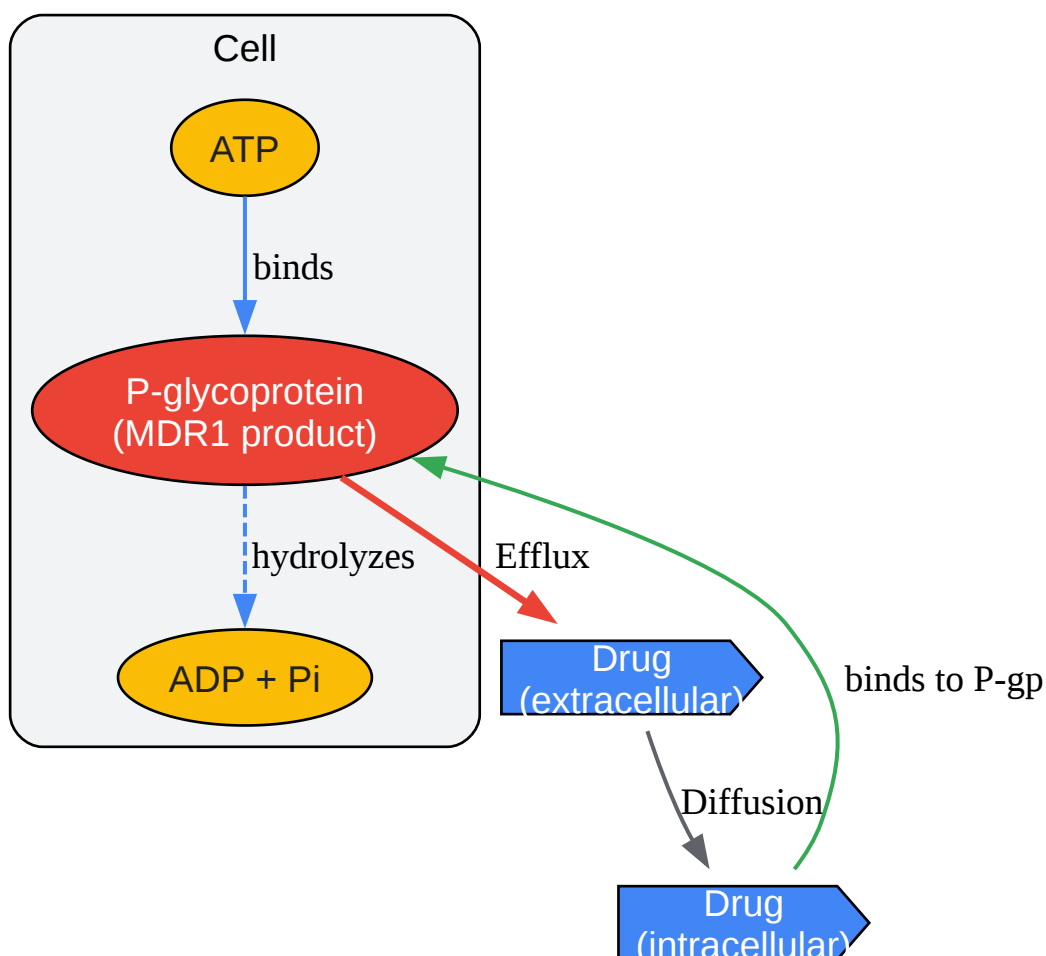 Cell
ATP
binds
P-glycoprotein
(MDR1 product)
hydrolyzes
Efflux
ADP + Pi
Drug
(extracellular)
binds to P-gp
Diffusion
Drug
(intracellular)